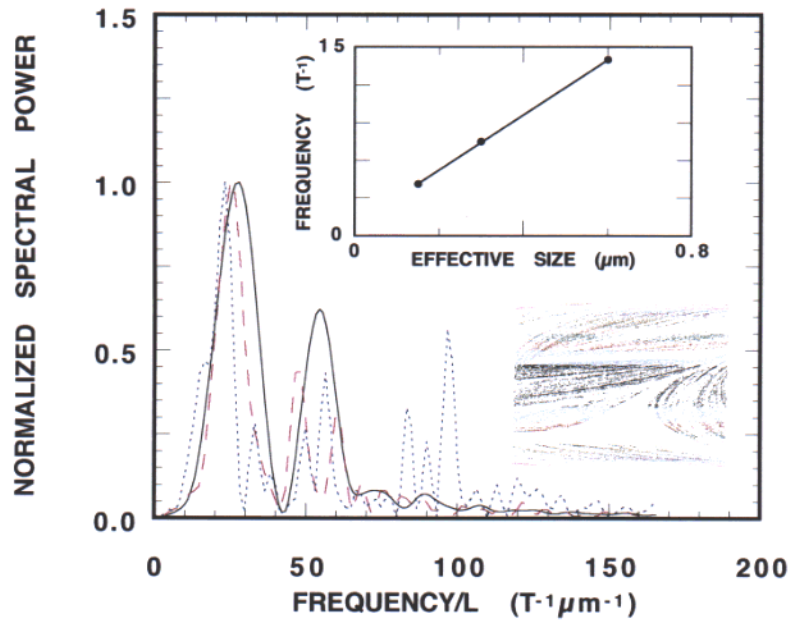 NORMALIZED SPECTRAL POWER
1.5
1.0
0.5
0.0
0 50 100 150 200
FREQUENCY/L (T-1µm-1)
FREQUENCY (T-1)
15
0
0 0.8
EFFECTIVE SIZE (µm)